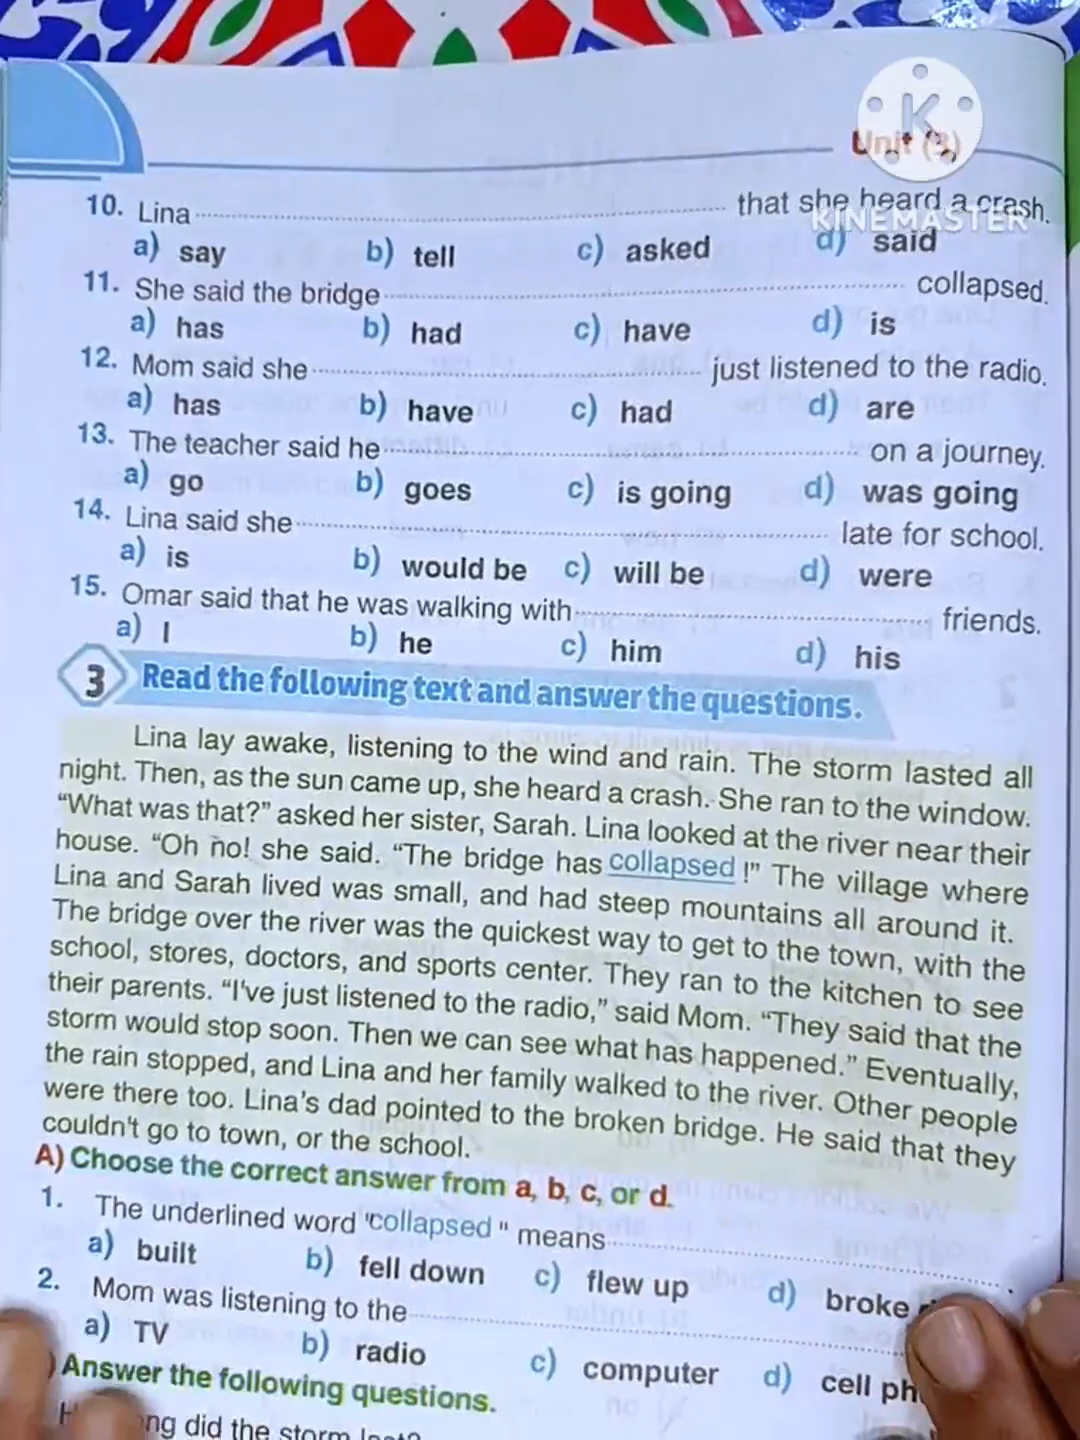 Unit (3)
KINEMASTER
10. Lina ........ that she heard a crash.
a) say b) tell c) asked d) said
11. She said the bridge ........ collapsed.
a) has b) had c) have d) is
12. Mom said she ........ just listened to the radio.
a) has b) have c) had d) are
13. The teacher said he ........ on a journey.
a) go b) goes c) is going d) was going
14. Lina said she ........ late for school.
a) is b) would be c) will be d) were
15. Omar said that he was walking with ........ friends.
a) I b) he c) him d) his
3 Read the following text and answer the questions.
Lina lay awake, listening to the wind and rain. The storm lasted all
night. Then, as the sun came up, she heard a crash. She ran to the window.
“What was that?” asked her sister, Sarah. Lina looked at the river near their
house. “Oh no! she said. “The bridge has collapsed !” The village where
Lina and Sarah lived was small, and had steep mountains all around it.
The bridge over the river was the quickest way to get to the town, with the
school, stores, doctors, and sports center. They ran to the kitchen to see
their parents. “I've just listened to the radio,” said Mom. “They said that the
storm would stop soon. Then we can see what has happened.” Eventually,
the rain stopped, and Lina and her family walked to the river. Other people
were there too. Lina's dad pointed to the broken bridge. He said that they
couldn't go to town, or the school.
A) Choose the correct answer from a, b, c, or d.
1. The underlined word "collapsed" means ........
a) built b) fell down c) flew up d) broke
2. Mom was listening to the ........
a) TV b) radio c) computer d) cell
Answer the following questions.
did the storm